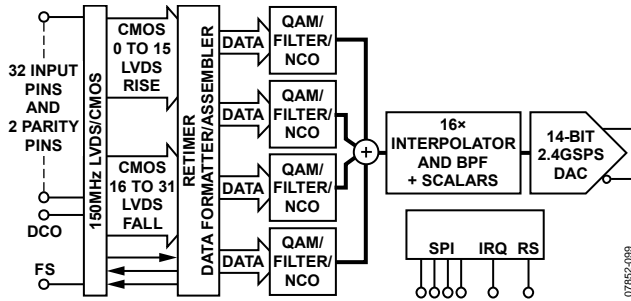 32 INPUT
PINS
AND
2 PARITY
PINS
DCO
FS
150MHz LVDS/CMOS
CMOS
0 TO 15
LVDS
RISE
CMOS
16 TO 31
LVDS
FALL
RETIMER
DATA FORMATTER/ASSEMBLER
DATA
QAM/
FILTER/
NCO
DATA
QAM/
FILTER/
NCO
DATA
QAM/
FILTER/
NCO
DATA
QAM/
FILTER/
NCO
+
16×
INTERPOLATOR
AND BPF
+ SCALARS
14-BIT
2.4GSPS
DAC
SPI IRQ RS
07852-099